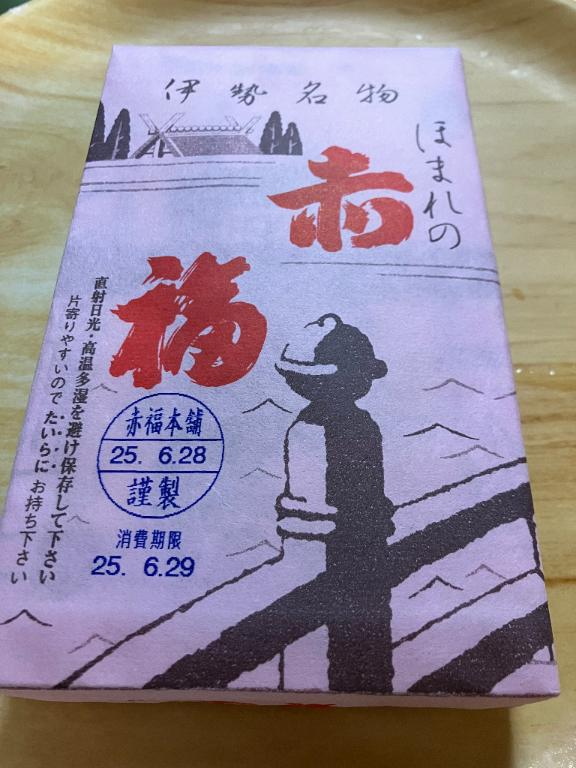 伊勢名物
ほまれの
赤福
直射日光・高温多湿を避け保存して下さい
片寄りやすいのでたいらにお持ち下さい
赤福本舗
25. 6.28
謹製
消費期限
25. 6.29